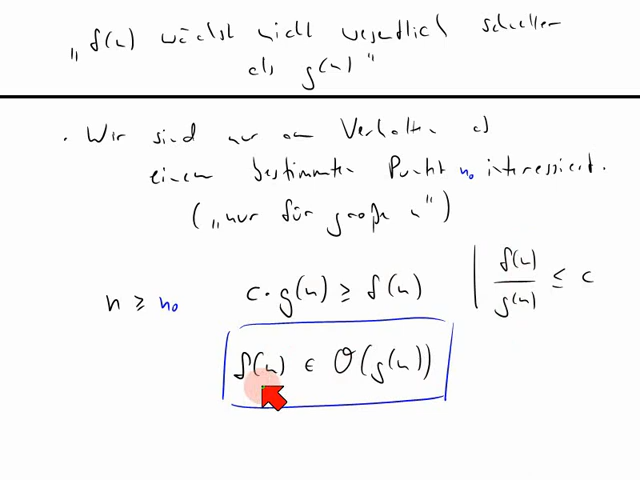 „f(n) wächst nicht wesentlich schneller
als g(n)"
• Wir sind nur am Verhalten ab
einem bestimmten Punkt n₀ interessiert.
(„nur für große n")
n ≥ n₀ c · g(n) ≥ f(n) | f(n)/g(n) ≤ c
f(n) ∈ O(g(n))